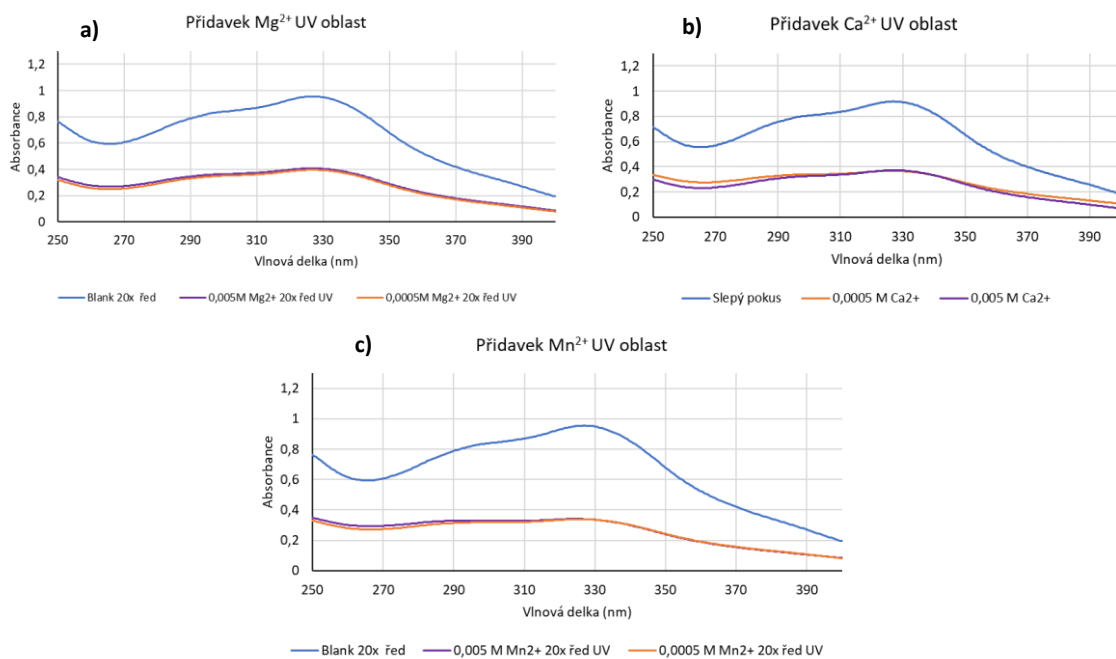 a)
Přidavek Mg²⁺ UV oblast
Absorbance
1,2
1
0,8
0,6
0,4
0,2
0
250 270 290 310 330 350 370 390
Vlnová delka (nm)
Blank 20x řed 0,005M Mg2+ 20x řed UV 0,0005M Mg2+ 20x řed UV
b)
Přidavek Ca²⁺ UV oblast
Absorbance
1,2
1
0,8
0,6
0,4
0,2
0
250 270 290 310 330 350 370 390
Vlnová delka (nm)
Slepý pokus 0,0005 M Ca2+ 0,005 M Ca2+
c)
Přidavek Mn²⁺ UV oblast
Absorbance
1,2
1
0,8
0,6
0,4
0,2
0
250 270 290 310 330 350 370 390
Vlnová delka (nm)
Blank 20x řed 0,005 M Mn2+ 20x řed UV 0,0005 M Mn2+ 20x řed UV